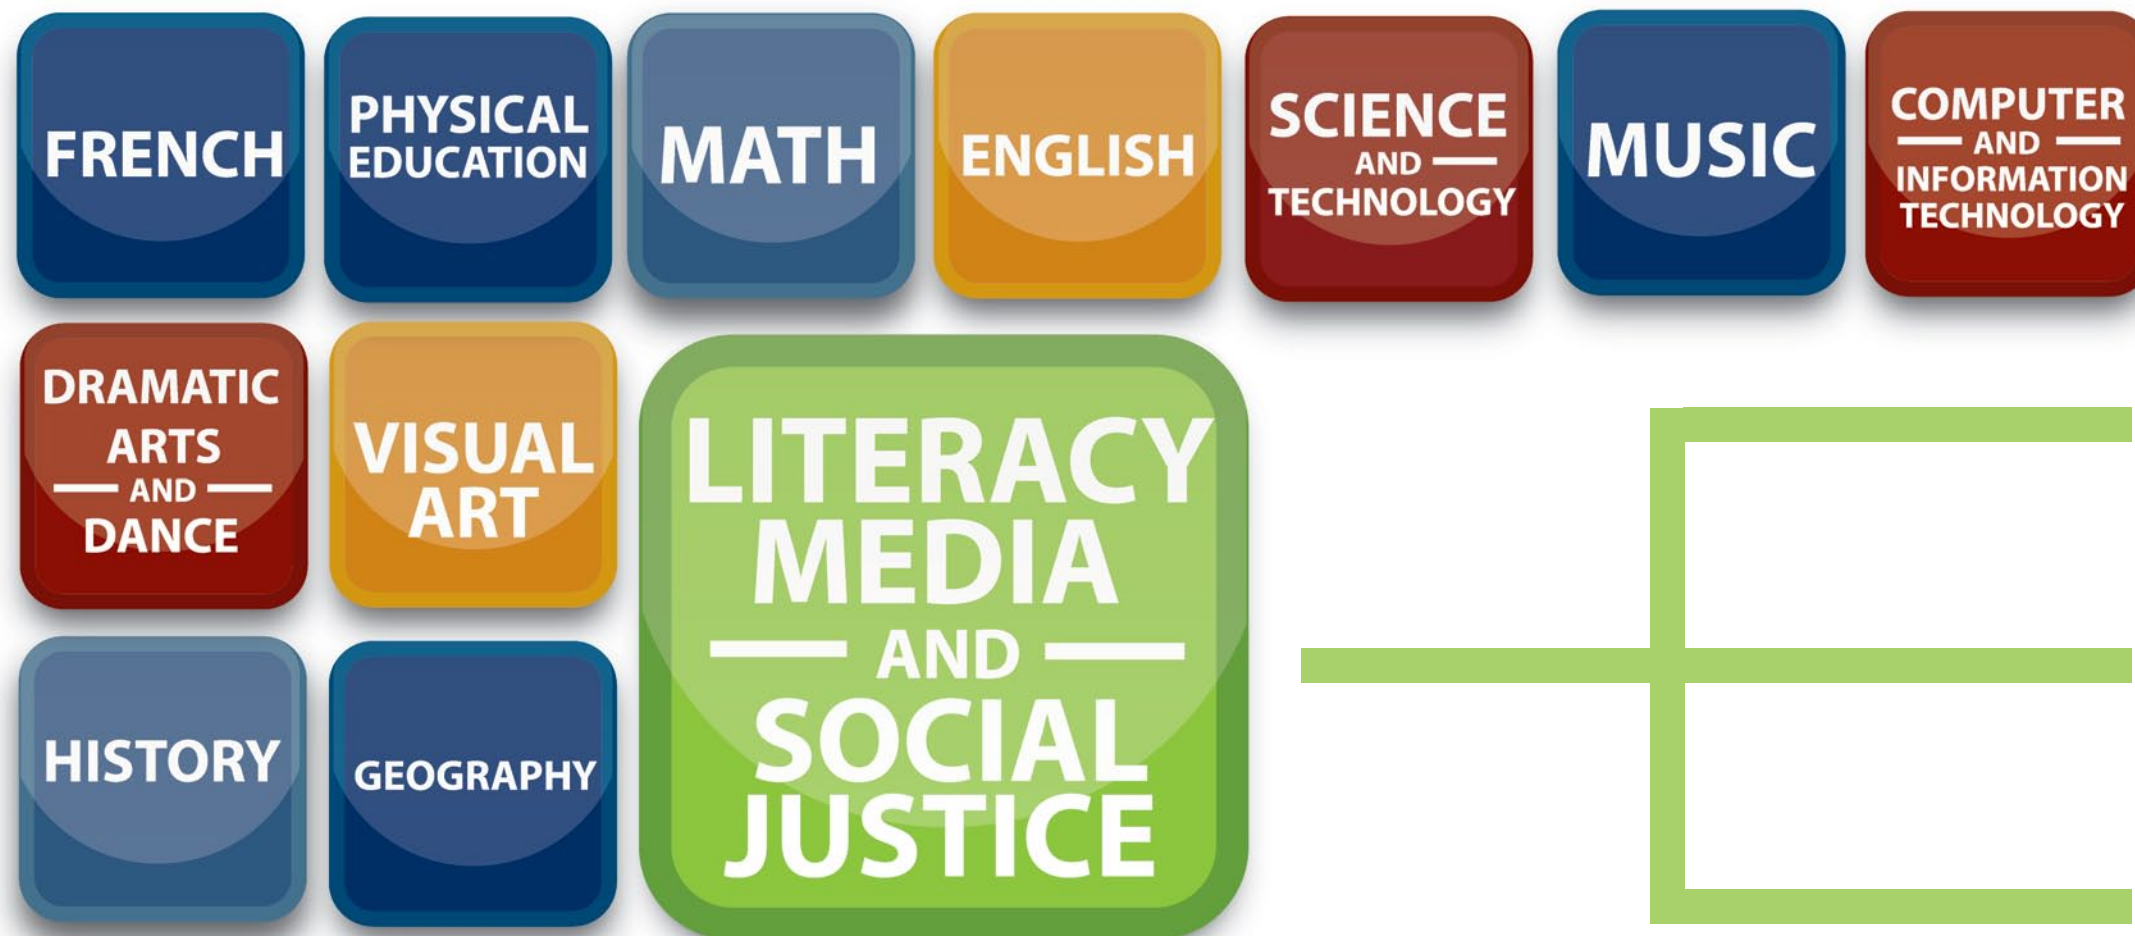 FRENCH
PHYSICAL
EDUCATION
MATH
ENGLISH
SCIENCE
AND
TECHNOLOGY
MUSIC
COMPUTER
AND
INFORMATION
TECHNOLOGY
DRAMATIC
ARTS
AND
DANCE
VISUAL
ART
LITERACY
MEDIA
AND
SOCIAL
JUSTICE
HISTORY
GEOGRAPHY